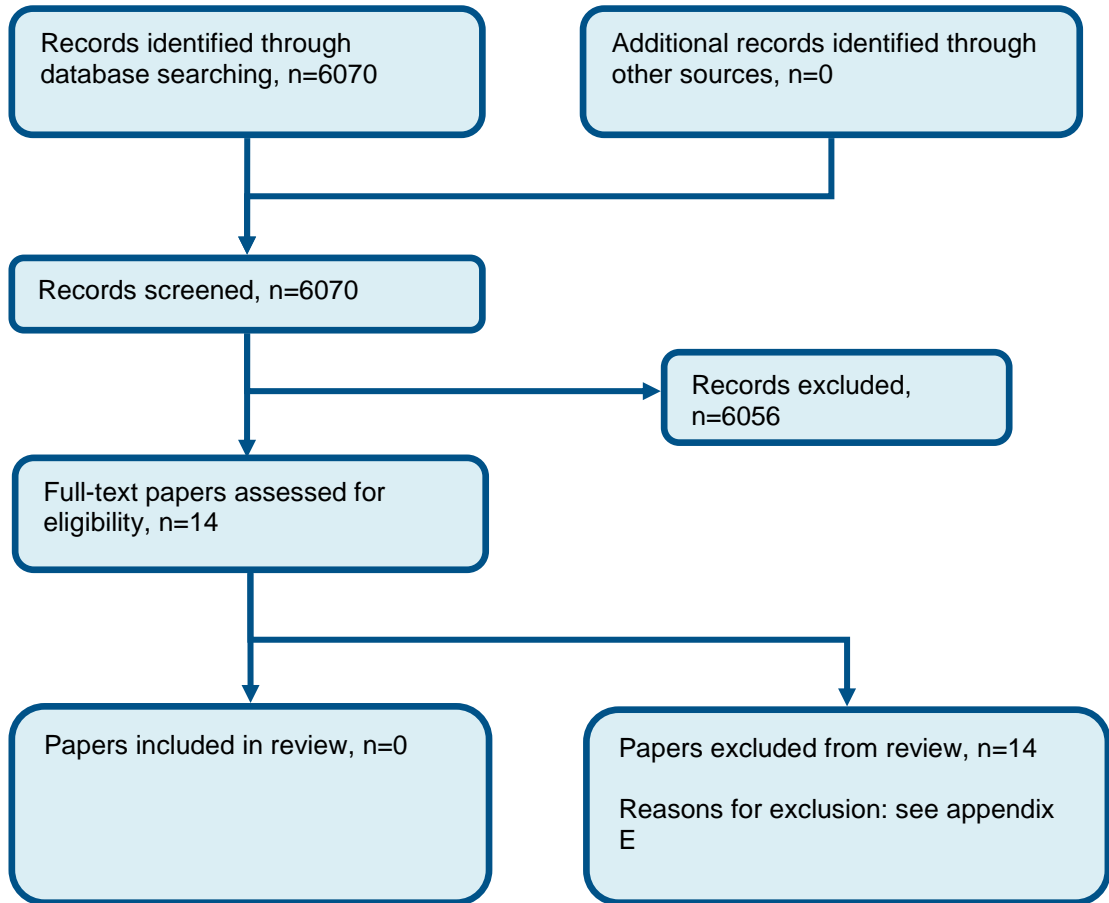 Records identified through
database searching, n=6070
Additional records identified through
other sources, n=0
Records screened, n=6070
Records excluded,
n=6056
Full-text papers assessed for
eligibility, n=14
Papers included in review, n=0
Papers excluded from review, n=14
Reasons for exclusion: see appendix
E